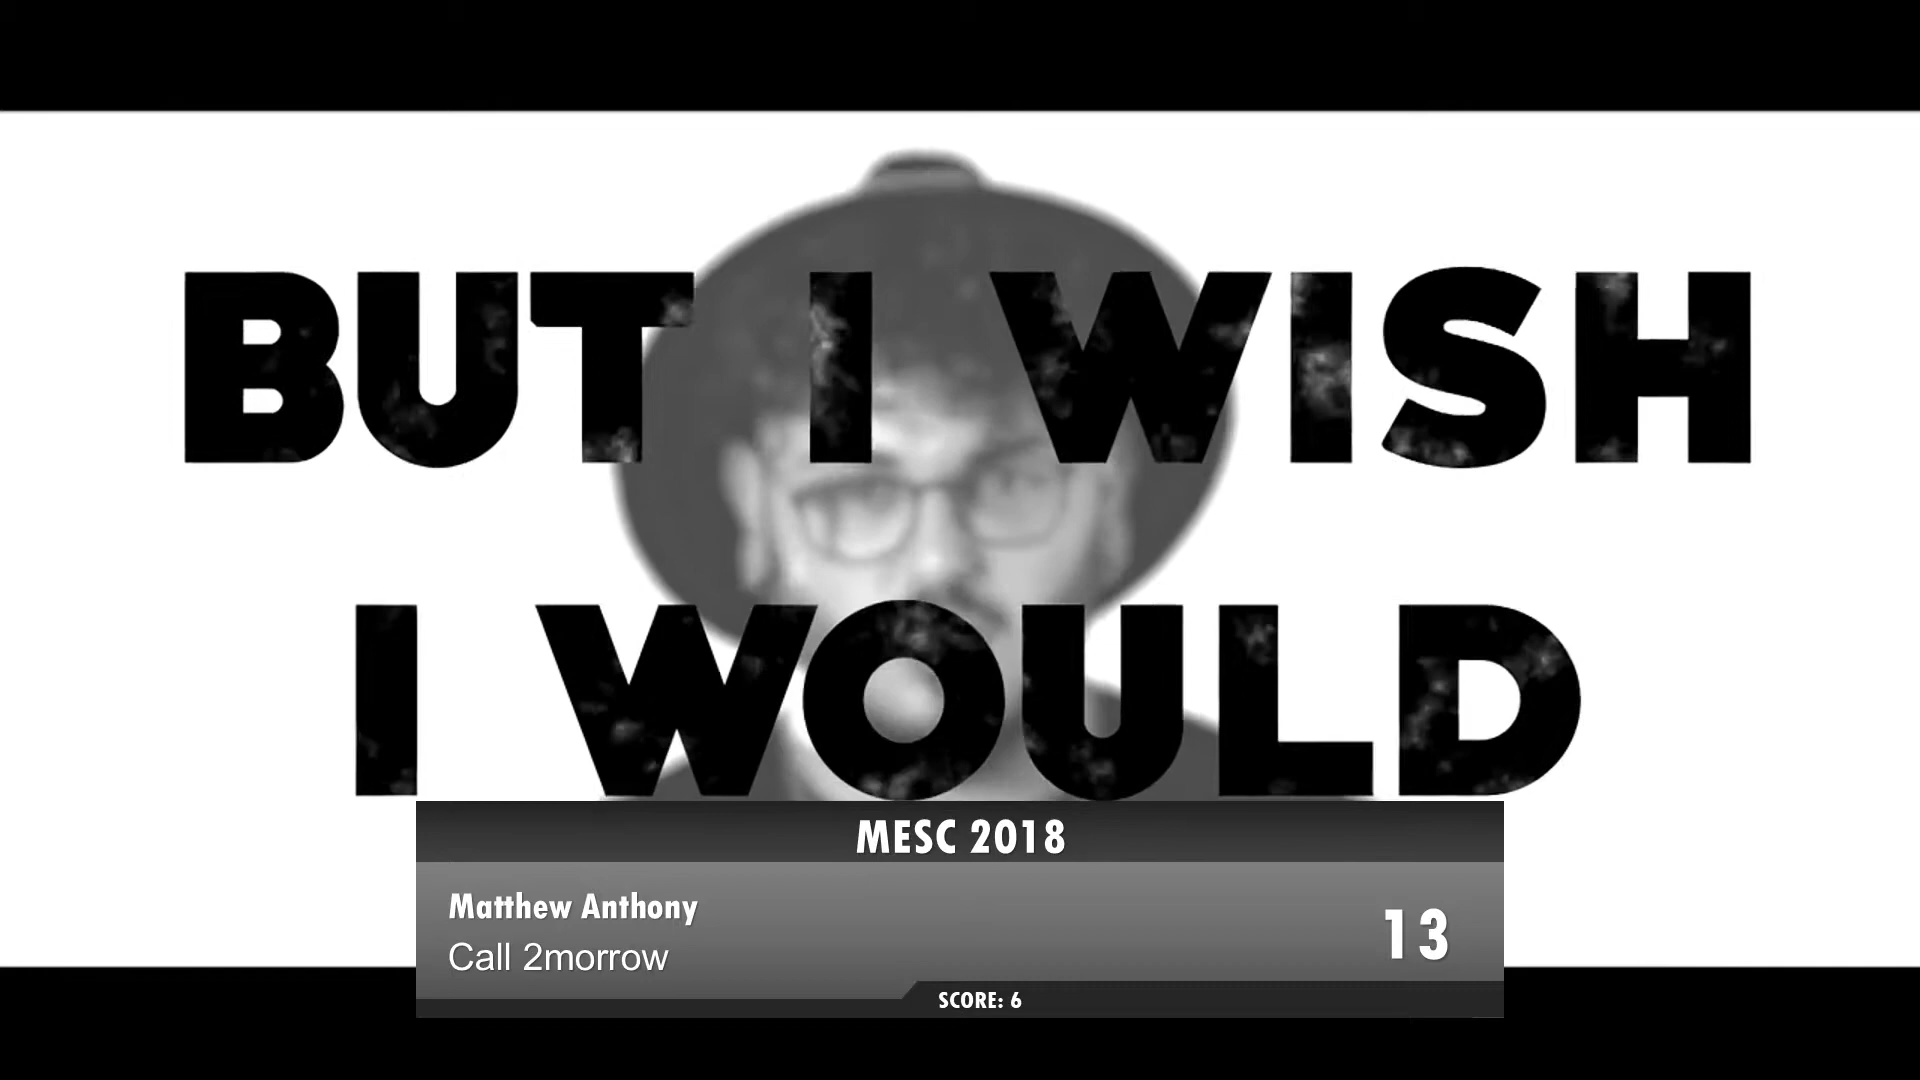 BUT I WISH
I WOULD
MESC 2018
Matthew Anthony
Call 2morrow
13
SCORE: 6